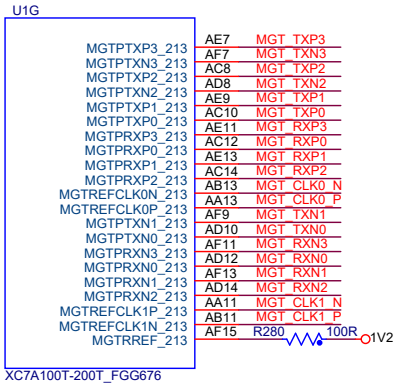 U1G
MGTPTXP3_213 AE7 MGT_TXP3
MGTPTXN3_213 AF7 MGT_TXN3
MGTPTXP2_213 AC8 MGT_TXP2
MGTPTXN2_213 AD8 MGT_TXN2
MGTPTXP1_213 AE9 MGT_TXP1
MGTPTXP0_213 AC10 MGT_TXP0
MGTPRXP3_213 AE11 MGT_RXP3
MGTPRXP0_213 AC12 MGT_RXP0
MGTPRXP1_213 AE13 MGT_RXP1
MGTPRXP2_213 AC14 MGT_RXP2
MGTREFCLK0N_213 AB13 MGT_CLK0_N
MGTREFCLK0P_213 AA13 MGT_CLK0_P
MGTPTXN1_213 AF9 MGT_TXN1
MGTPTXN0_213 AD10 MGT_TXN0
MGTPRXN3_213 AF11 MGT_RXN3
MGTPRXN0_213 AD12 MGT_RXN0
MGTPRXN1_213 AF13 MGT_RXN1
MGTPRXN2_213 AD14 MGT_RXN2
MGTREFCLK1P_213 AA11 MGT_CLK1_N
MGTREFCLK1N_213 AB11 MGT_CLK1_P
MGTRREF_213 AF15 R280 100R 1V2
XC7A100T-200T_FGG676